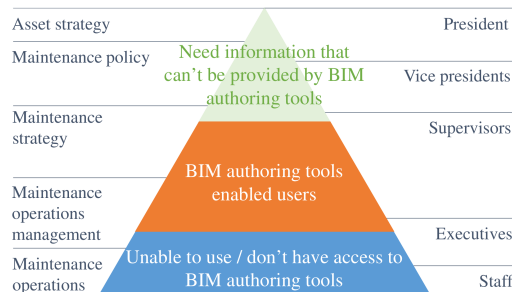 Asset strategy
President
Maintenance policy
Need information that
can't be provided by BIM
authoring tools
Vice presidents
Maintenance
strategy
Supervisors
BIM authoring tools
enabled users
Maintenance
operations
management
Executives
Unable to use / don't have access to
BIM authoring tools
Maintenance
operations
Staff